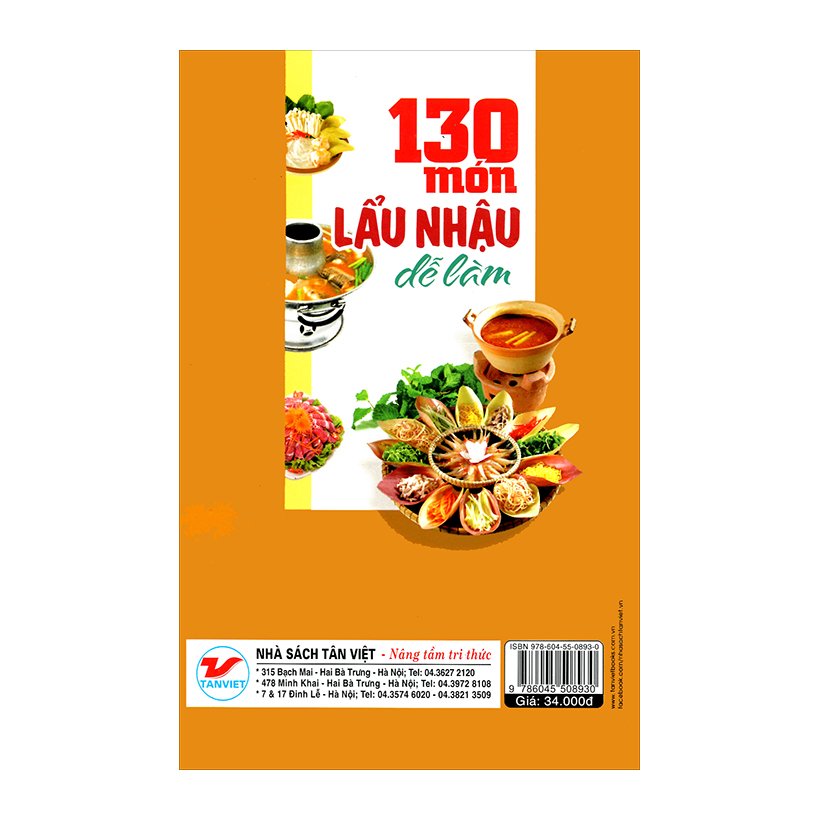 130
món
LẨU NHẬU
dễ làm
NHÀ SÁCH TÂN VIỆT - Nâng tầm tri thức
* 315 Bạch Mai - Hai Bà Trưng - Hà Nội; Tel: 04.3627 2120
* 478 Minh Khai - Hai Bà Trưng - Hà Nội; Tel: 04.3972 8108
* 7 & 17 Đinh Lễ - Hà Nội; Tel: 04.3574 6020 - 04.3821 3509
TANVIET
ISBN 978-604-55-0893-0
9 786045 508930
Giá: 34.000đ
www.tanvietbooks.com.vn
facebook.com/nhasachtanviet.vn